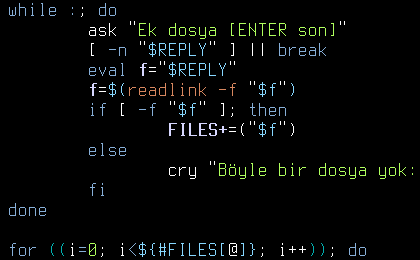 while :; do
ask "Ek dosya [ENTER son]"
[ -n "$REPLY" ] || break
eval f="$REPLY"
f=$(readlink -f "$f")
if [ -f "$f" ]; then
FILES+=("$f")
else
cry "Böyle bir dosya yok:
fi
done
for ((i=0; i<${#FILES[@]}; i++)); do